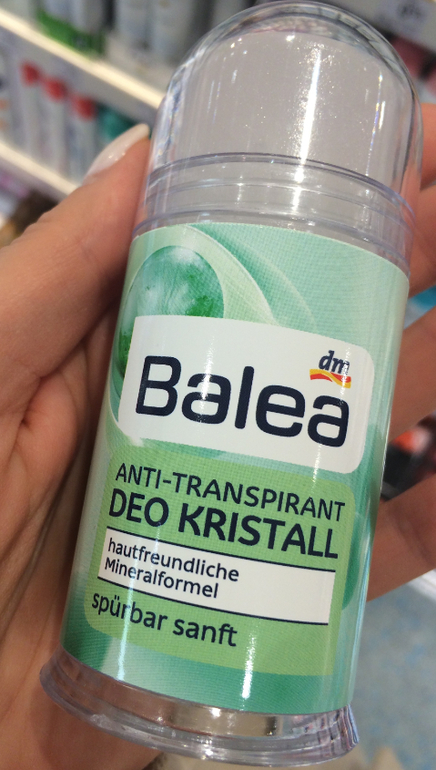 dm
Balea
ANTI-TRANSPIRANT
DEO KRISTALL
hautfreundliche
Mineralformel
spürbar sanft